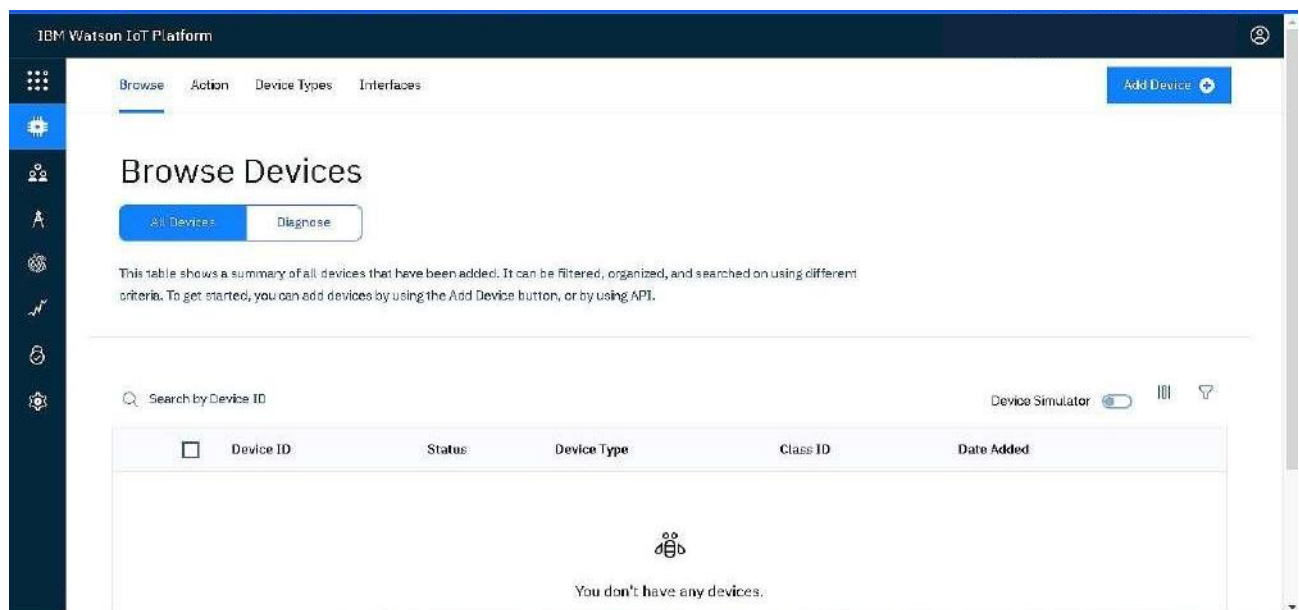 IBM Watson IoT Platform
Browse Action Device Types Interfaces Add Device
Browse Devices
All Devices Diagnose
This table shows a summary of all devices that have been added. It can be filtered, organized, and searched on using different
criteria. To get started, you can add devices by using the Add Device button, or by using API.
Search by Device ID Device Simulator
Device ID Status Device Type Class ID Date Added
You don't have any devices.